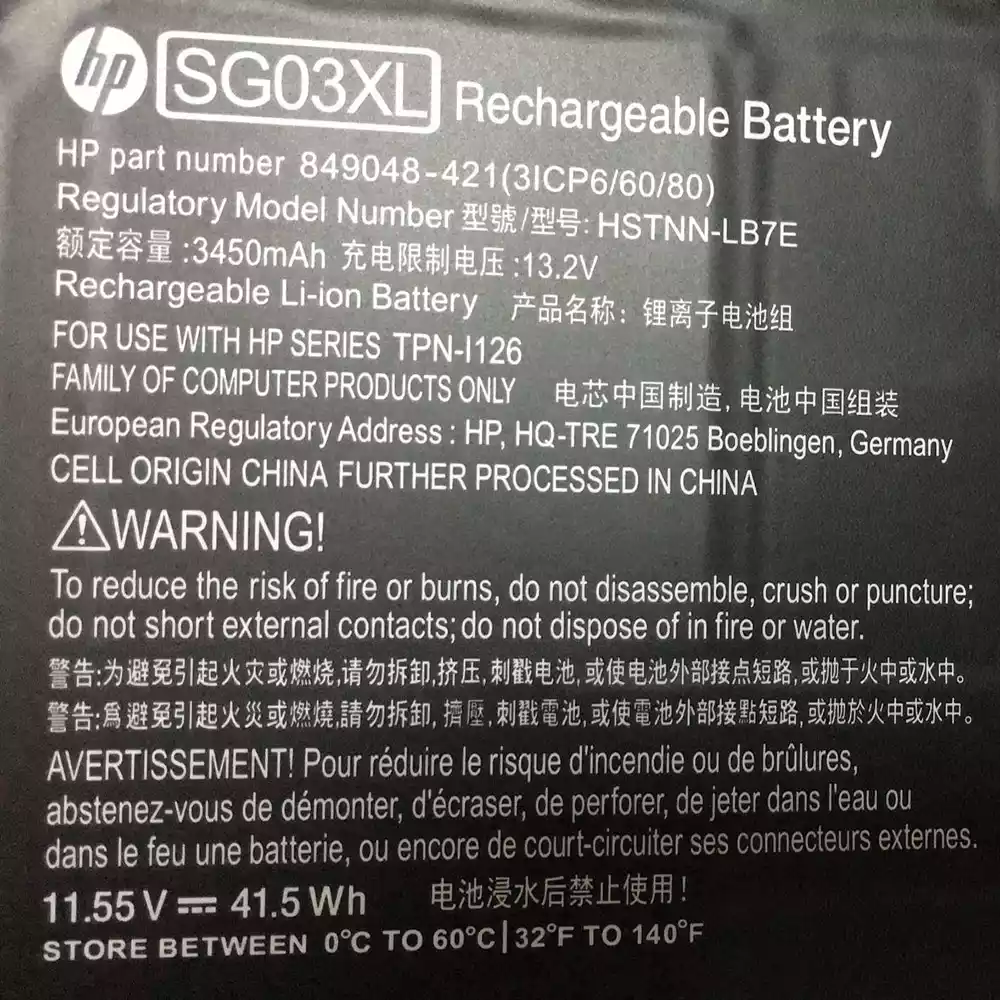 hp SG03XL Rechargeable Battery
HP part number 849048-421(3ICP6/60/80)
Regulatory Model Number 型號/型号: HSTNN-LB7E
额定容量:3450mAh 充电限制电压:13.2V
Rechargeable Li-ion Battery 产品名称: 锂离子电池组
FOR USE WITH HP SERIES TPN-I126
FAMILY OF COMPUTER PRODUCTS ONLY 电芯中国制造, 电池中国组装
European Regulatory Address : HP, HQ-TRE 71025 Boeblingen, Germany
CELL ORIGIN CHINA FURTHER PROCESSED IN CHINA
WARNING!
To reduce the risk of fire or burns, do not disassemble, crush or puncture;
do not short external contacts; do not dispose of in fire or water.
警告:为避免引起火灾或燃烧,请勿拆卸,挤压,刺戳电池,或使电池外部接点短路,或抛于火中或水中。
警告:爲避免引起火災或燃燒,請勿拆卸,擠壓,刺戳電池,或使電池外部接點短路,或抛於火中或水中。
AVERTISSEMENT! Pour réduire le risque d'incendie ou de brûlures,
abstenez-vous de démonter, d'écraser, de perforer, de jeter dans l'eau ou
dans le feu une batterie, ou encore de court-circuiter ses connecteurs externes.
11.55 V ⎓ 41.5 Wh 电池浸水后禁止使用!
STORE BETWEEN 0°C TO 60°C|32°F TO 140°F